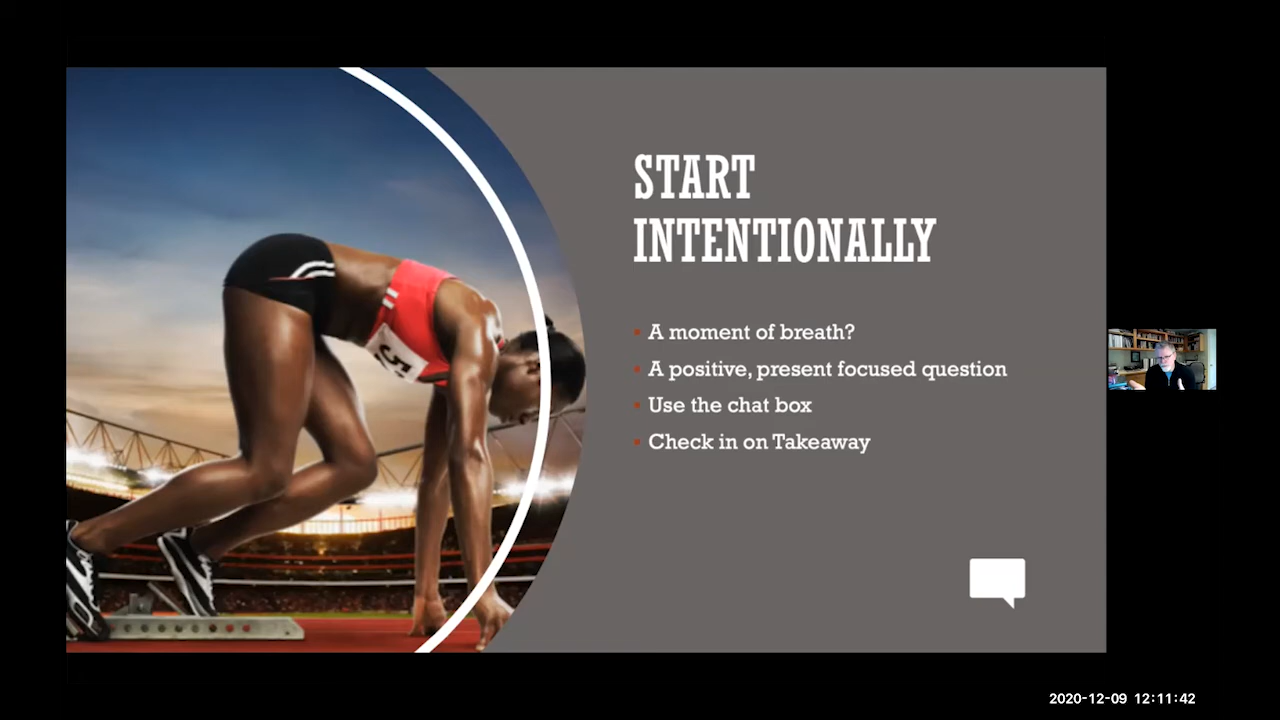 START
INTENTIONALLY
A moment of breath?
A positive, present focused question
Use the chat box
Check in on Takeaway
5
2020-12-09 12:11:42